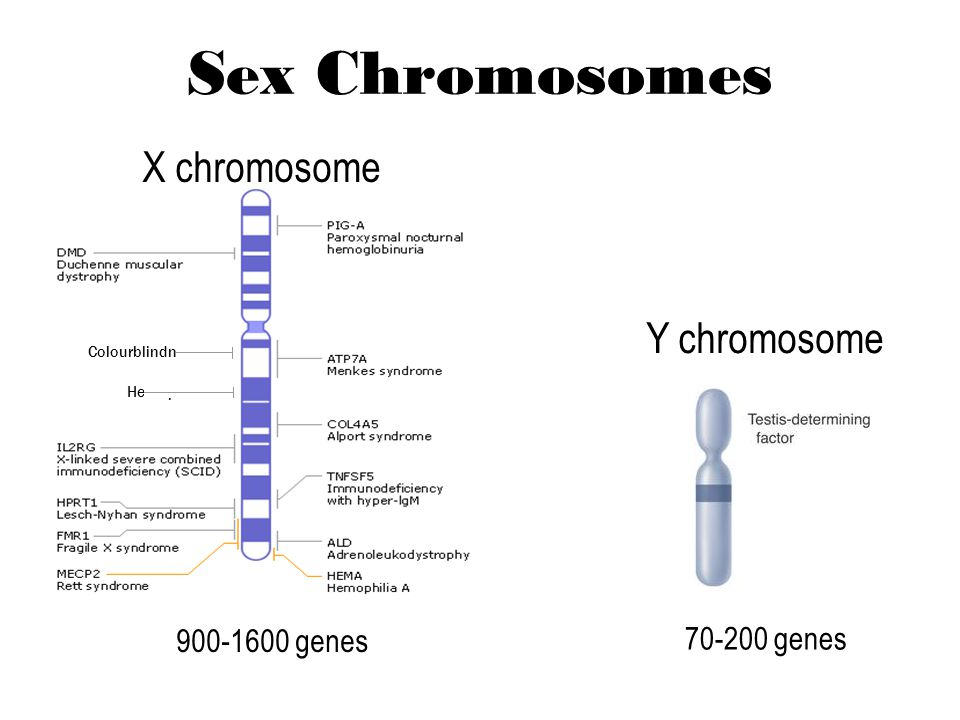 Sex Chromosomes
X chromosome
PIG-A
Paroxysmal nocturnal
hemoglobinuria
DMD
Duchenne muscular
dystrophy
Colourblindn
ATP7A
Menkes syndrome
He .
COL4A5
Alport syndrome
IL2RG
X-linked severe combined
immunodeficiency (SCID)
TNFSF5
Immunodeficiency
with hyper-IgM
HPRT1
Lesch-Nyhan syndrome
FMR1
Fragile X syndrome
ALD
Adrenoleukodystrophy
MECP2
Rett syndrome
HEMA
Hemophilia A
900-1600 genes
Y chromosome
Testis-determining
factor
70-200 genes